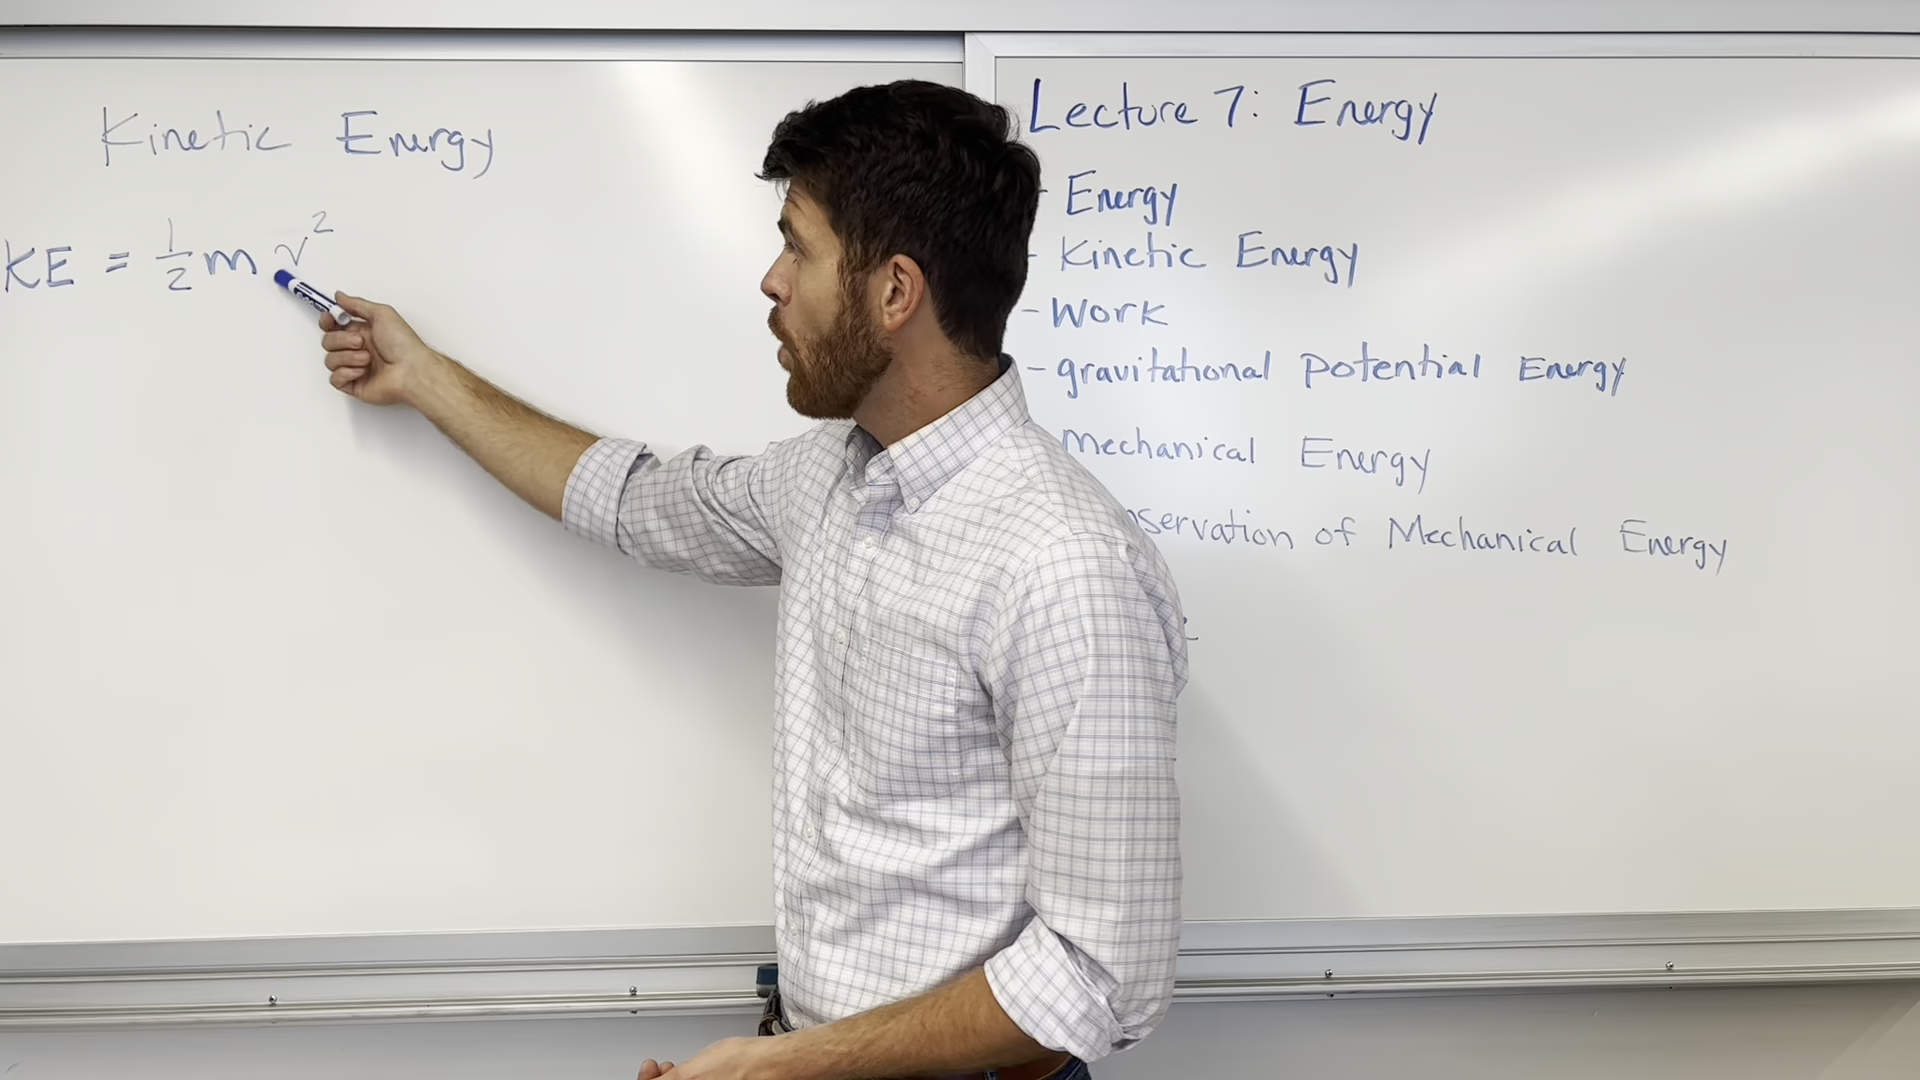 Kinetic Energy
KE = 1/2 m v²
Lecture 7: Energy
- Energy
- Kinetic Energy
- Work
- gravitational Potential Energy
Mechanical Energy
nservation of Mechanical Energy